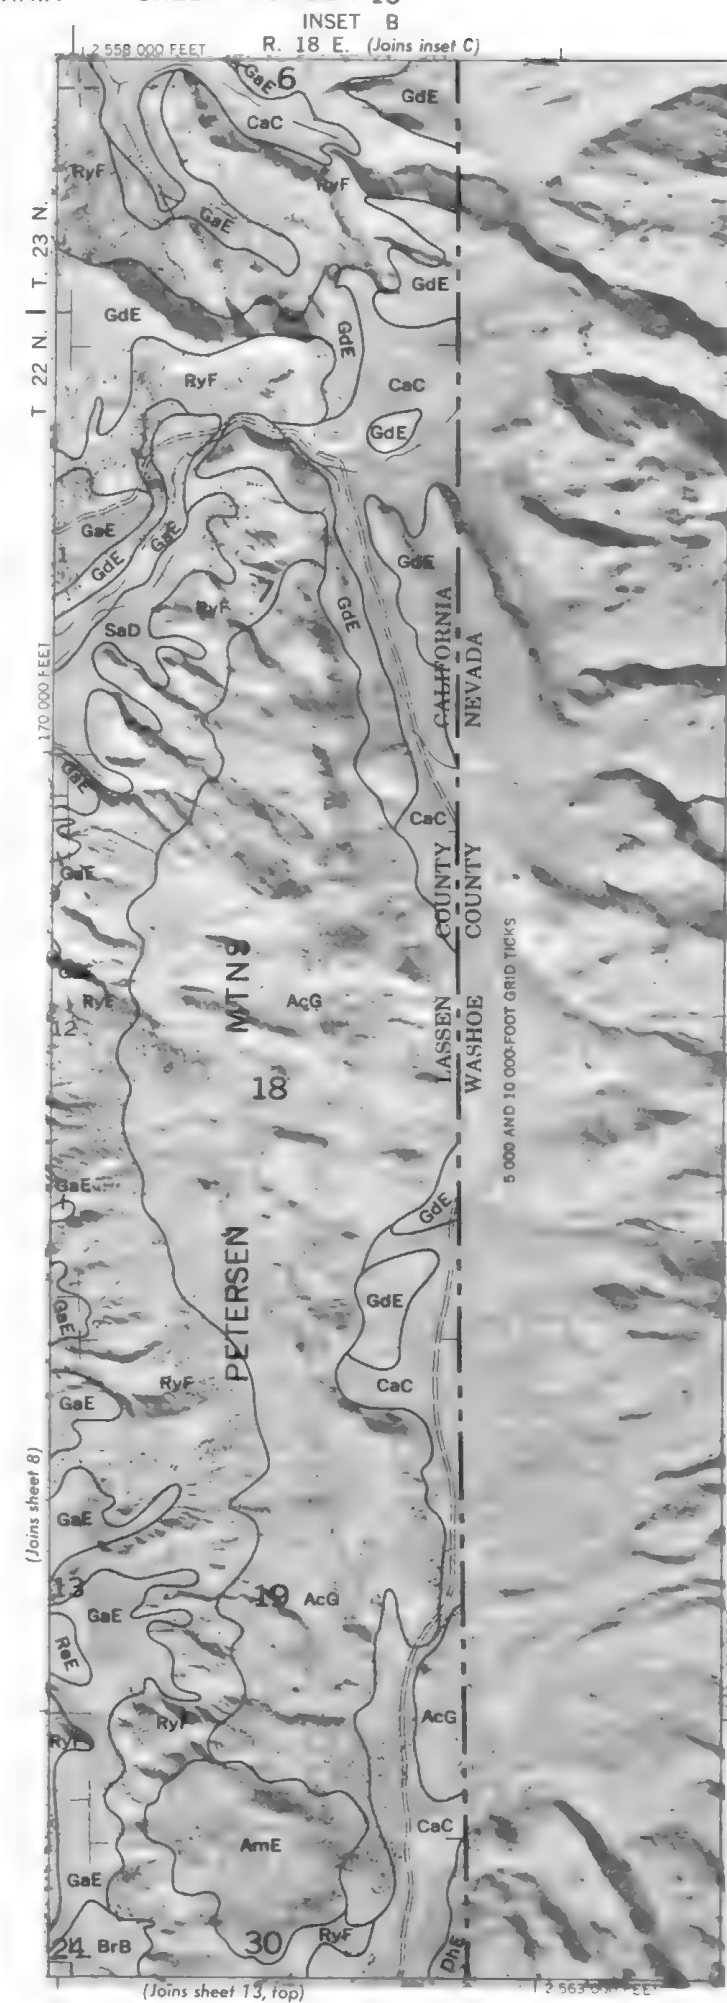 INSET B
2 558 000 FEET
R. 18 E. (Joins inset C)
GaE
6
GdE
CaC
RyF
RyF
GaE
T. 22 N. | T. 23 N.
GdE
GdE
GdE
RyF
CaC
GdE
GaE
GaE
GdE
GdE
RyF
7
GdE
SaD
170 000 FEET
CALIFORNIA
NEVADA
GaE
CaC
GaE
LASSEN COUNTY
WASHOE COUNTY
5 000 AND 10 000-FOOT GRID TICKS
RyF
12
PETERSEN MTNS
AcG
18
GaE
GdE
GaE
GdE
RyF
CaC
GaE
(Joins sheet 8)
GaE
13
19
AcG
GaE
ReE
RyF
AcG
RyF
CaC
AmE
GaE
24
BrB
30
RyF
DhE
(Joins sheet 13, top)